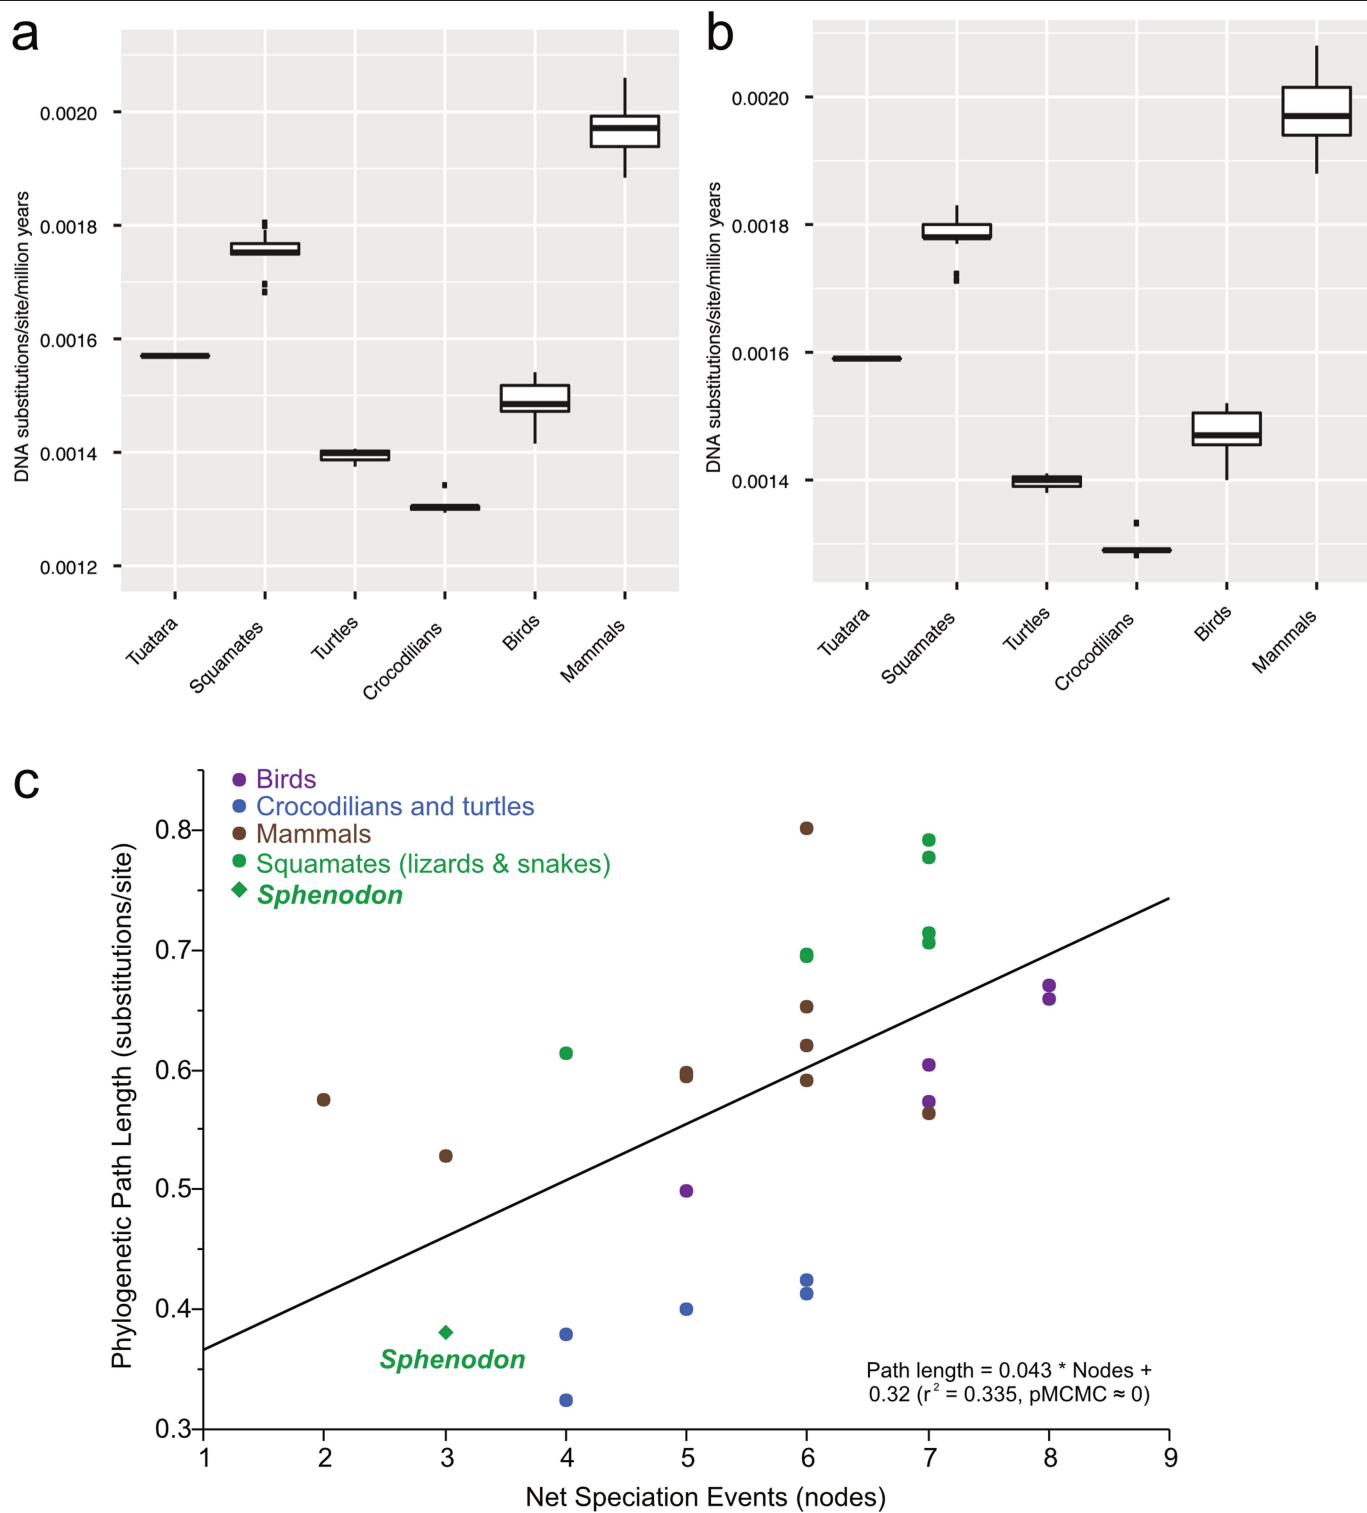 a
DNA substitutions/site/million years
0.0020
0.0018
0.0016
0.0014
0.0012
Tuatara
Squamates
Turtles
Crocodilians
Birds
Mammals
b
DNA substitutions/site/million years
0.0020
0.0018
0.0016
0.0014
Tuatara
Squamates
Turtles
Crocodilians
Birds
Mammals
c
Birds
Crocodilians and turtles
Mammals
Squamates (lizards & snakes)
Sphenodon
Phylogenetic Path Length (substitutions/site)
0.8
0.7
0.6
0.5
0.4
0.3
Sphenodon
Path length = 0.043 * Nodes +
0.32 (r² = 0.335, pMCMC ≈ 0)
1 2 3 4 5 6 7 8 9
Net Speciation Events (nodes)